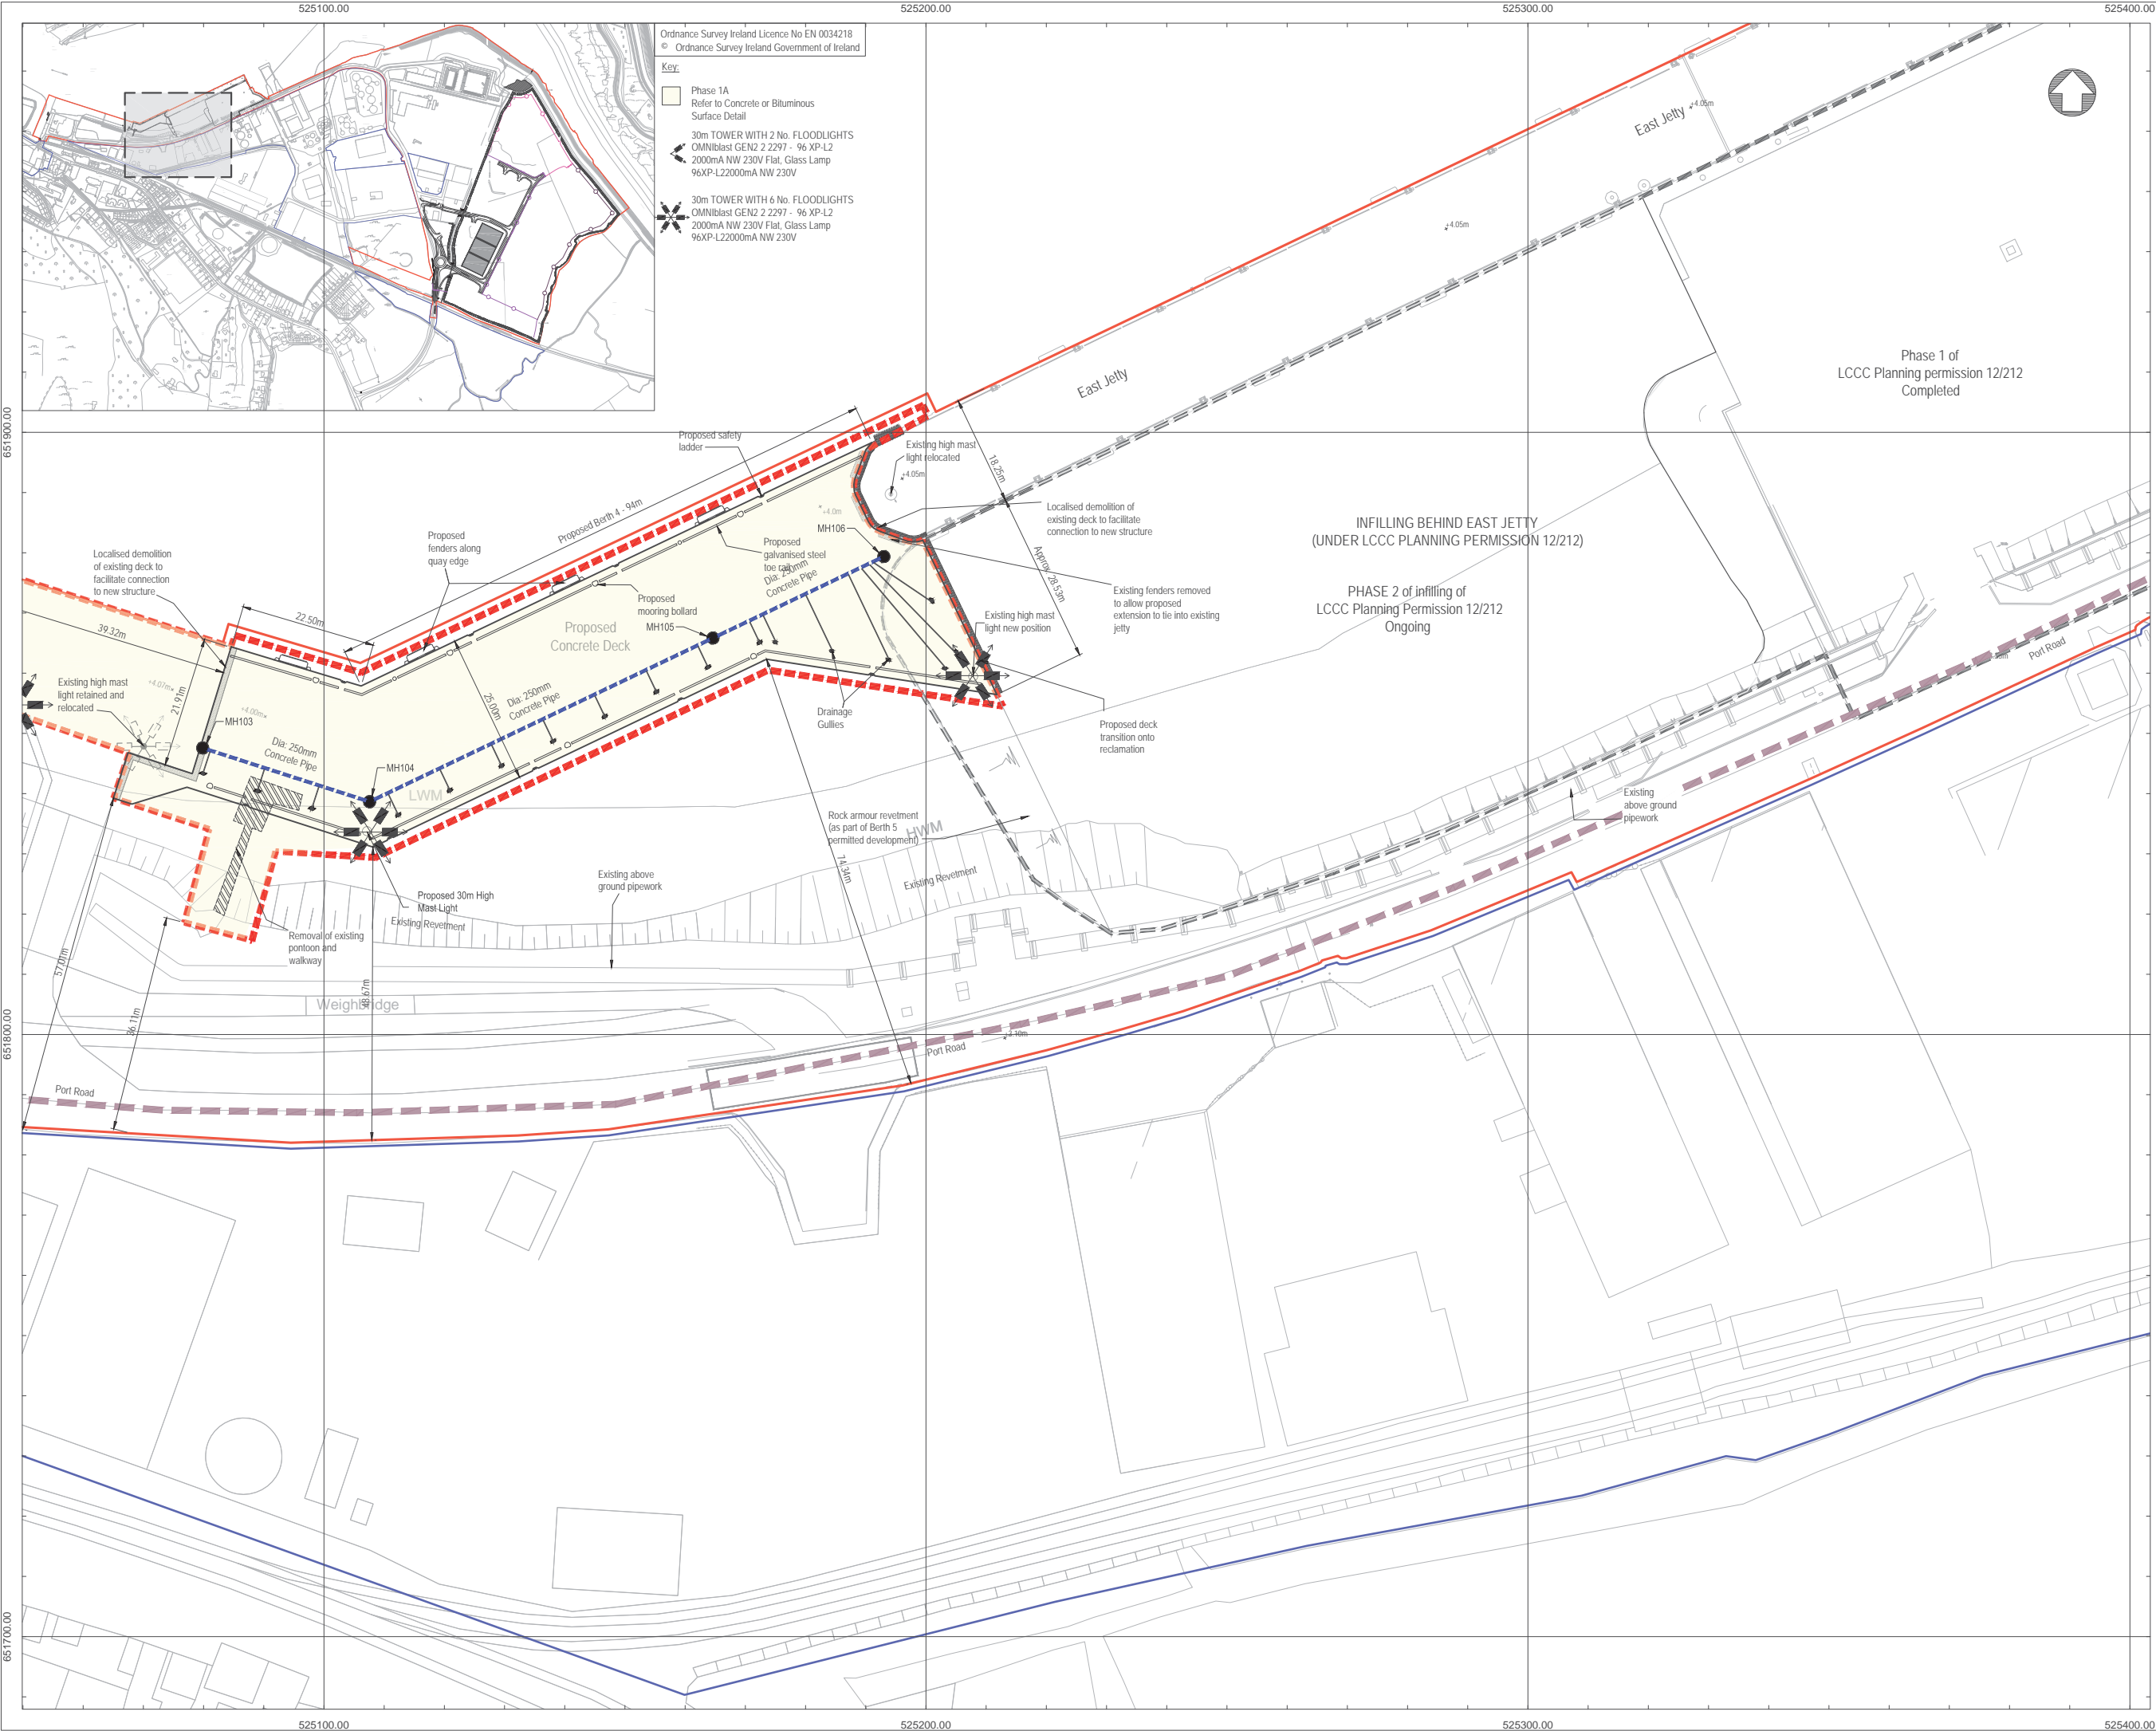 525100.00
525200.00
525300.00
525400.00
Ordnance Survey Ireland Licence No EN 0034218
© Ordnance Survey Ireland Government of Ireland
Key:
Phase 1A
Refer to Concrete or Bituminous
Surface Detail
30m TOWER WITH 2 No. FLOODLIGHTS
OMNIblast GEN2 2 2297 - 96 XP-L2
2000mA NW 230V Flat, Glass Lamp
96XP-L22000mA NW 230V
30m TOWER WITH 6 No. FLOODLIGHTS
OMNIblast GEN2 2 2297 - 96 XP-L2
2000mA NW 230V Flat, Glass Lamp
96XP-L22000mA NW 230V
East Jetty
+4.05m
+4.05m
Phase 1 of
LCCC Planning permission 12/212
Completed
East Jetty
651900.00
Proposed safety
ladder
Existing high mast
light relocated
+4.05m
18.25m
Proposed Berth 4 - 94m
+4.0m
MH106
Localised demolition of
existing deck to facilitate
connection to new structure
INFILLING BEHIND EAST JETTY
(UNDER LCCC PLANNING PERMISSION 12/212)
Proposed
fenders along
quay edge
Localised demolition
of existing deck to
facilitate connection
to new structure
Proposed
galvanised steel
toe rail
Dia: 250mm
Concrete Pipe
Approx. 28.53m
Existing fenders removed
to allow proposed
extension to tie into existing
jetty
PHASE 2 of infilling of
LCCC Planning Permission 12/212
Ongoing
Proposed
mooring bollard
MH105
Existing high mast
light new position
22.50m
39.32m
Proposed
Concrete Deck
Port Road
Existing high mast
light retained and
relocated
+4.07m
+4.00m
21.91m
MH103
25.00m
Dia: 250mm
Concrete Pipe
Drainage
Gullies
Proposed deck
transition onto
reclamation
Dia: 250mm
Concrete Pipe
MH104
LWM
Existing
above ground
pipework
Rock armour revetment
(as part of Berth 5
permitted development)
HWM
74.34m
Existing above
ground pipework
Existing Revetment
Proposed 30m High
Mast Light
Existing Revetment
Removal of existing
pontoon and
walkway
57.01m
48.67m
36.11m
Weighbridge
651800.00
+3.10m
Port Road
Port Road
651700.00
525100.00
525200.00
525300.00
525400.00